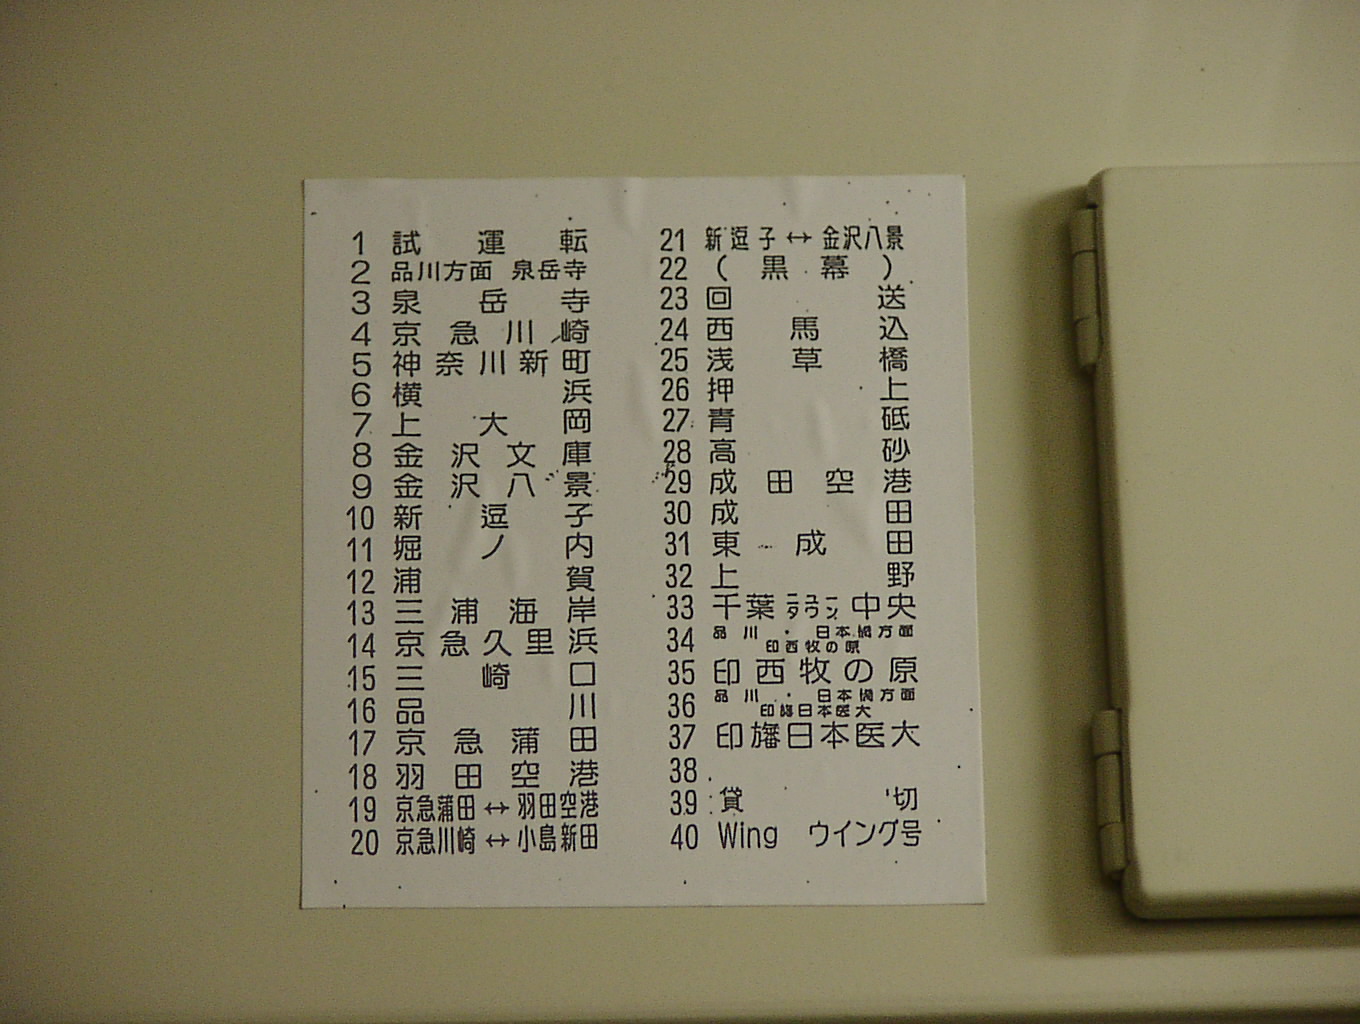 1 試運転
2 品川方面 泉岳寺
3 泉岳寺
4 京急川崎
5 神奈川新町
6 横浜
7 上大岡
8 金沢文庫
9 金沢八景
10 新逗子
11 堀ノ内
12 浦賀
13 三浦海岸
14 京急久里浜
15 三崎口
16 品川
17 京急蒲田
18 羽田空港
19 京急蒲田↔羽田空港
20 京急川崎↔小島新田
21 新逗子↔金沢八景
22 (黒幕)
23 回送
24 西馬込
25 浅草橋
26 押上
27 青砥
28 高砂
29 成田空港
30 成田
31 東成田
32 上野
33 千葉ニュータウン中央
34 品川・日本橋方面
印西牧の原
35 印西牧の原
36 品川・日本橋方面
印旛日本医大
37 印旛日本医大
38
39 貸切
40 Wing ウイング号